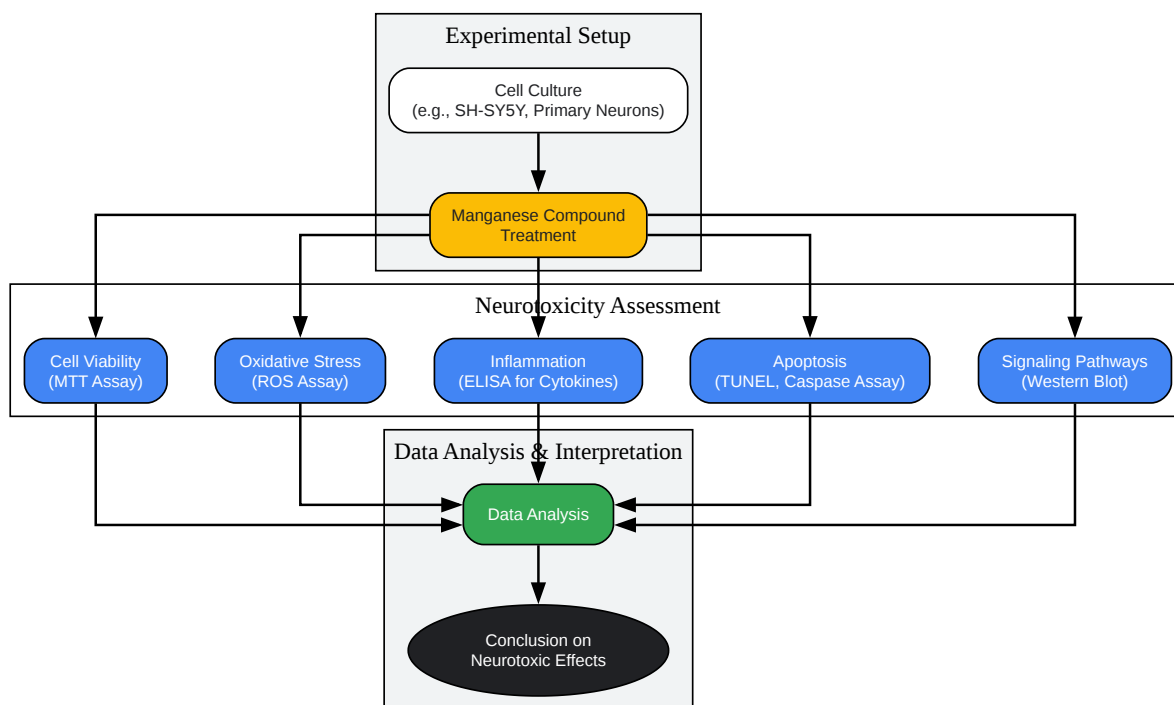 Experimental Setup
Cell Culture
(e.g., SH-SY5Y, Primary Neurons)
Manganese Compound
Treatment
Neurotoxicity Assessment
Cell Viability
(MTT Assay)
Oxidative Stress
(ROS Assay)
Inflammation
(ELISA for Cytokines)
Apoptosis
(TUNEL, Caspase Assay)
Signaling Pathways
(Western Blot)
Data Analysis & Interpretation
Data Analysis
Conclusion on
Neurotoxic Effects